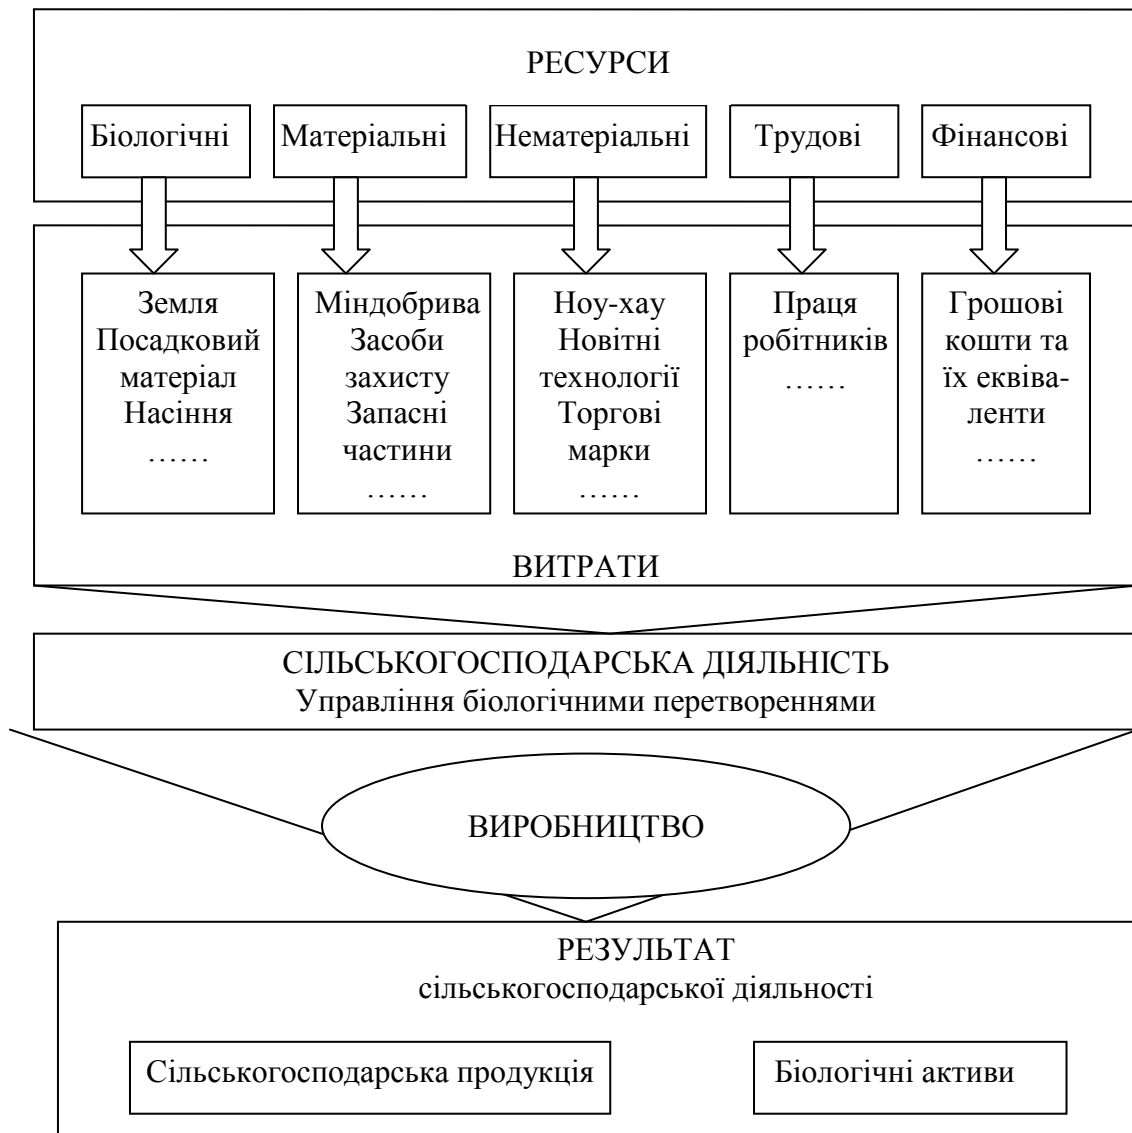 РЕСУРСИ
Біологічні
Матеріальні
Нематеріальні
Трудові
Фінансові
Земля
Посадковий
матеріал
Насіння
……
Міндобрива
Засоби
захисту
Запасні
частини
……
Ноу-хау
Новітні
технології
Торгові
марки
……
Праця
робітників
……
Грошові
кошти та
їх еквіва-
ленти
……
ВИТРАТИ
СІЛЬСЬКОГОСПОДАРСЬКА ДІЯЛЬНІСТЬ
Управління біологічними перетвореннями
ВИРОБНИЦТВО
РЕЗУЛЬТАТ
сільськогосподарської діяльності
Сільськогосподарська продукція
Біологічні активи